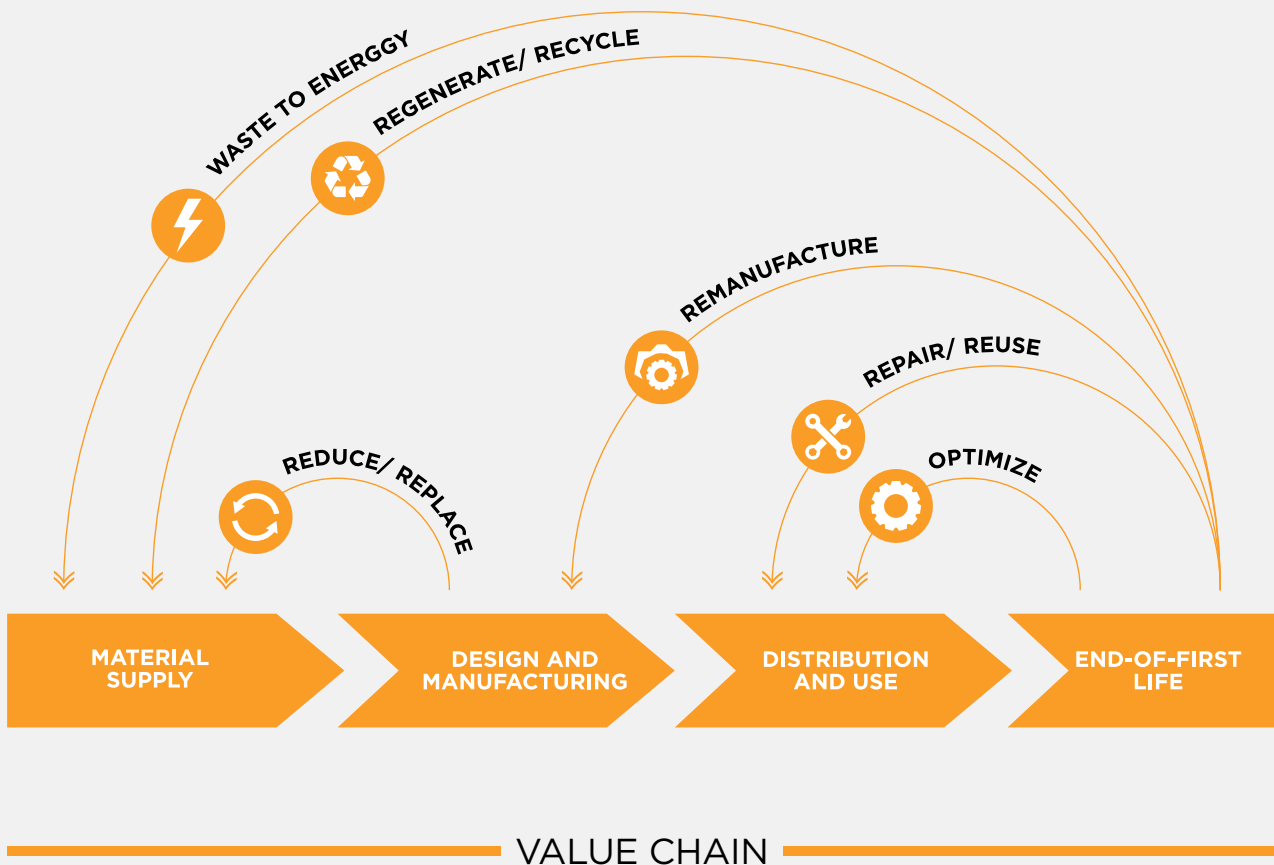 WASTE TO ENERGGY
REGENERATE/ RECYCLE
REMANUFACTURE
REPAIR/ REUSE
OPTIMIZE
REDUCE/ REPLACE
MATERIAL
SUPPLY
DESIGN AND
MANUFACTURING
DISTRIBUTION
AND USE
END-OF-FIRST
LIFE
VALUE CHAIN